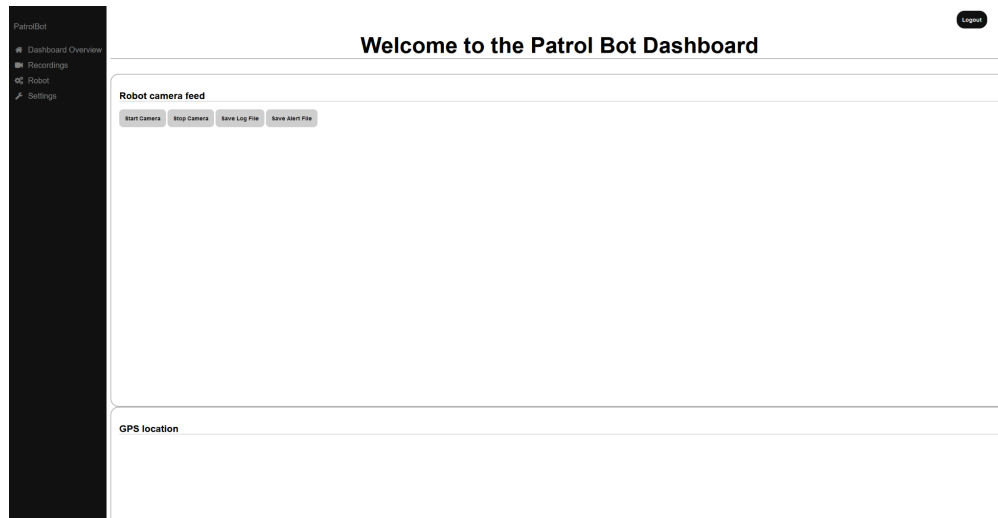 PatrolBot
Dashboard Overview
Recordings
Robot
Settings
Logout
Welcome to the Patrol Bot Dashboard
Robot camera feed
Start Camera Stop Camera Save Log File Save Alert File
GPS location